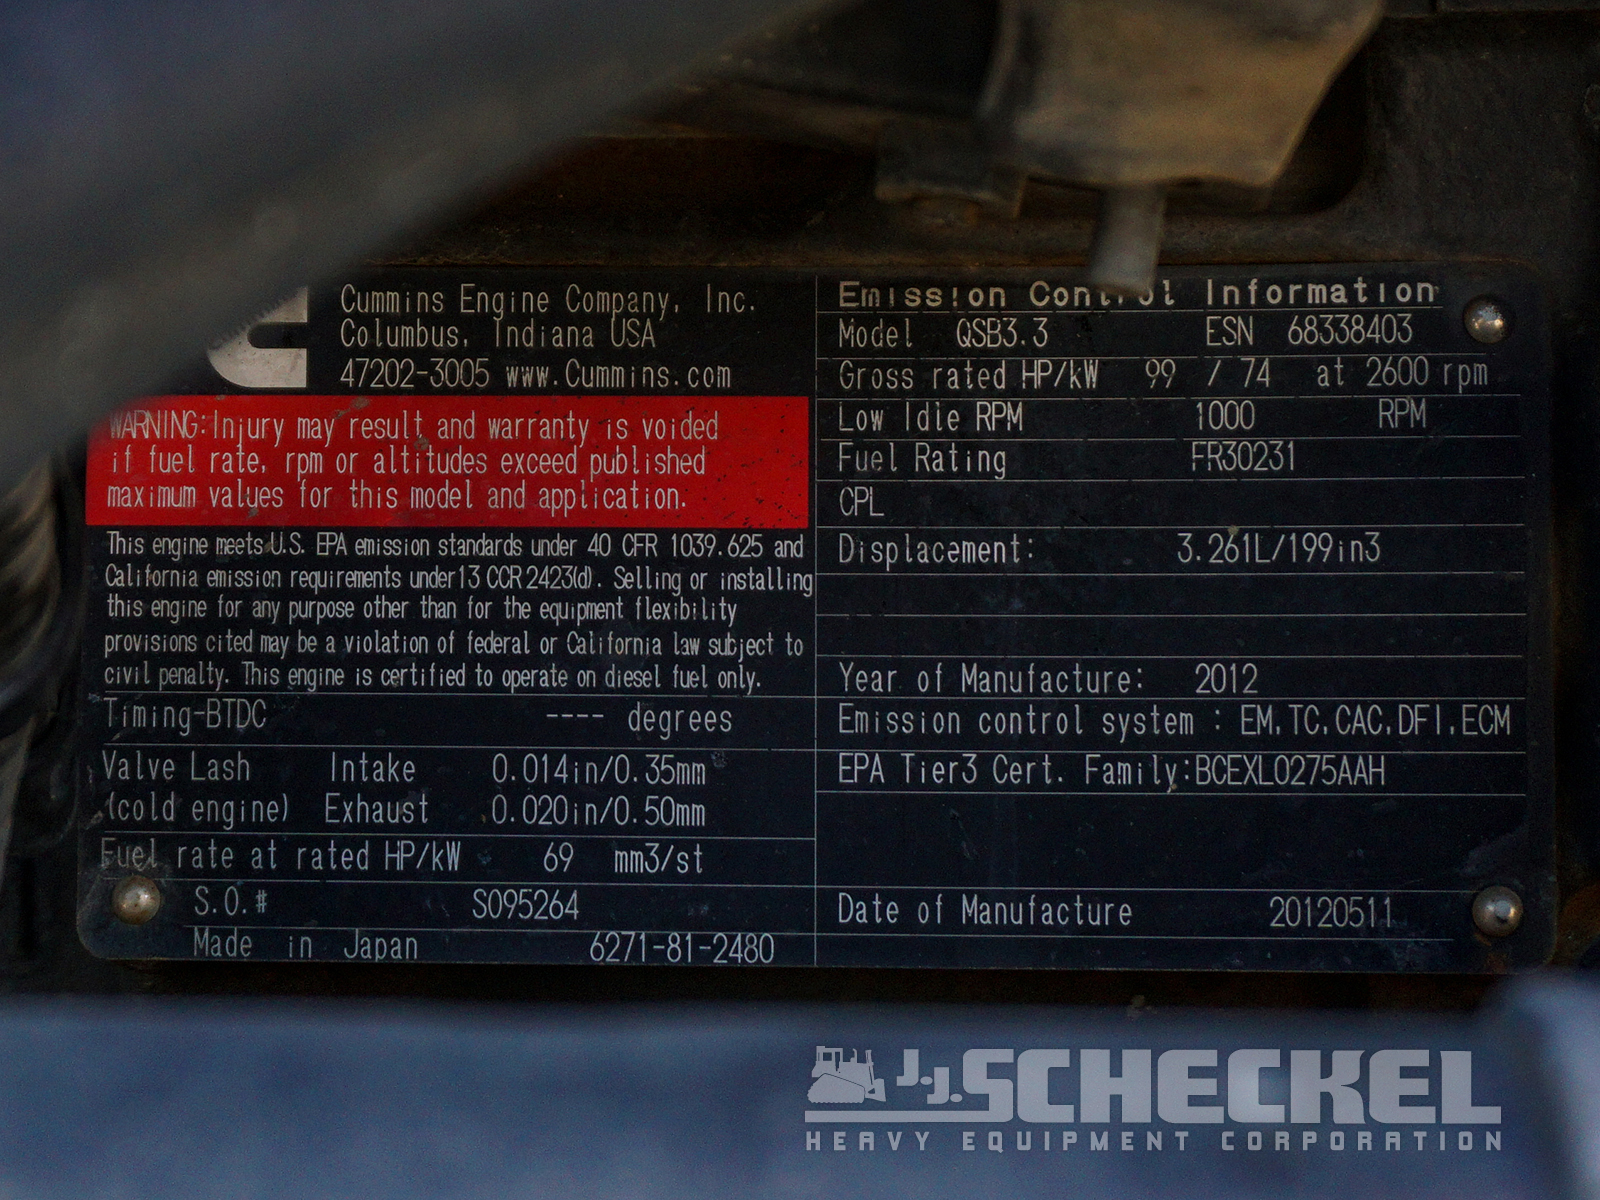 Cummins Engine Company, Inc.
Columbus, Indiana USA
47202-3005 www.Cummins.com
WARNING: Injury may result and warranty is voided
if fuel rate, rpm or altitudes exceed published
maximum values for this model and application.
This engine meets U.S. EPA emission standards under 40 CFR 1039.625 and
California emission requirements under 13 CCR 2423(d). Selling or installing
this engine for any purpose other than for the equipment flexibility
provisions cited may be a violation of federal or California law subject to
civil penalty. This engine is certified to operate on diesel fuel only.
Timing-BTDC ---- degrees
Valve Lash Intake 0.014in/0.35mm
(cold engine) Exhaust 0.020in/0.50mm
Fuel rate at rated HP/kW 69 mm3/st
S.O.# S095264
Made in Japan 6271-81-2480
Emission Control Information
Model QSB3.3 ESN 68338403
Gross rated HP/kW 99 / 74 at 2600 rpm
Low Idle RPM 1000 RPM
Fuel Rating FR30231
CPL
Displacement: 3.261L/199in3
Year of Manufacture: 2012
Emission control system : EM,TC,CAC,DFI,ECM
EPA Tier3 Cert. Family:BCEXL0275AAH
Date of Manufacture 20120511
J.J. SCHECKEL
HEAVY EQUIPMENT CORPORATION